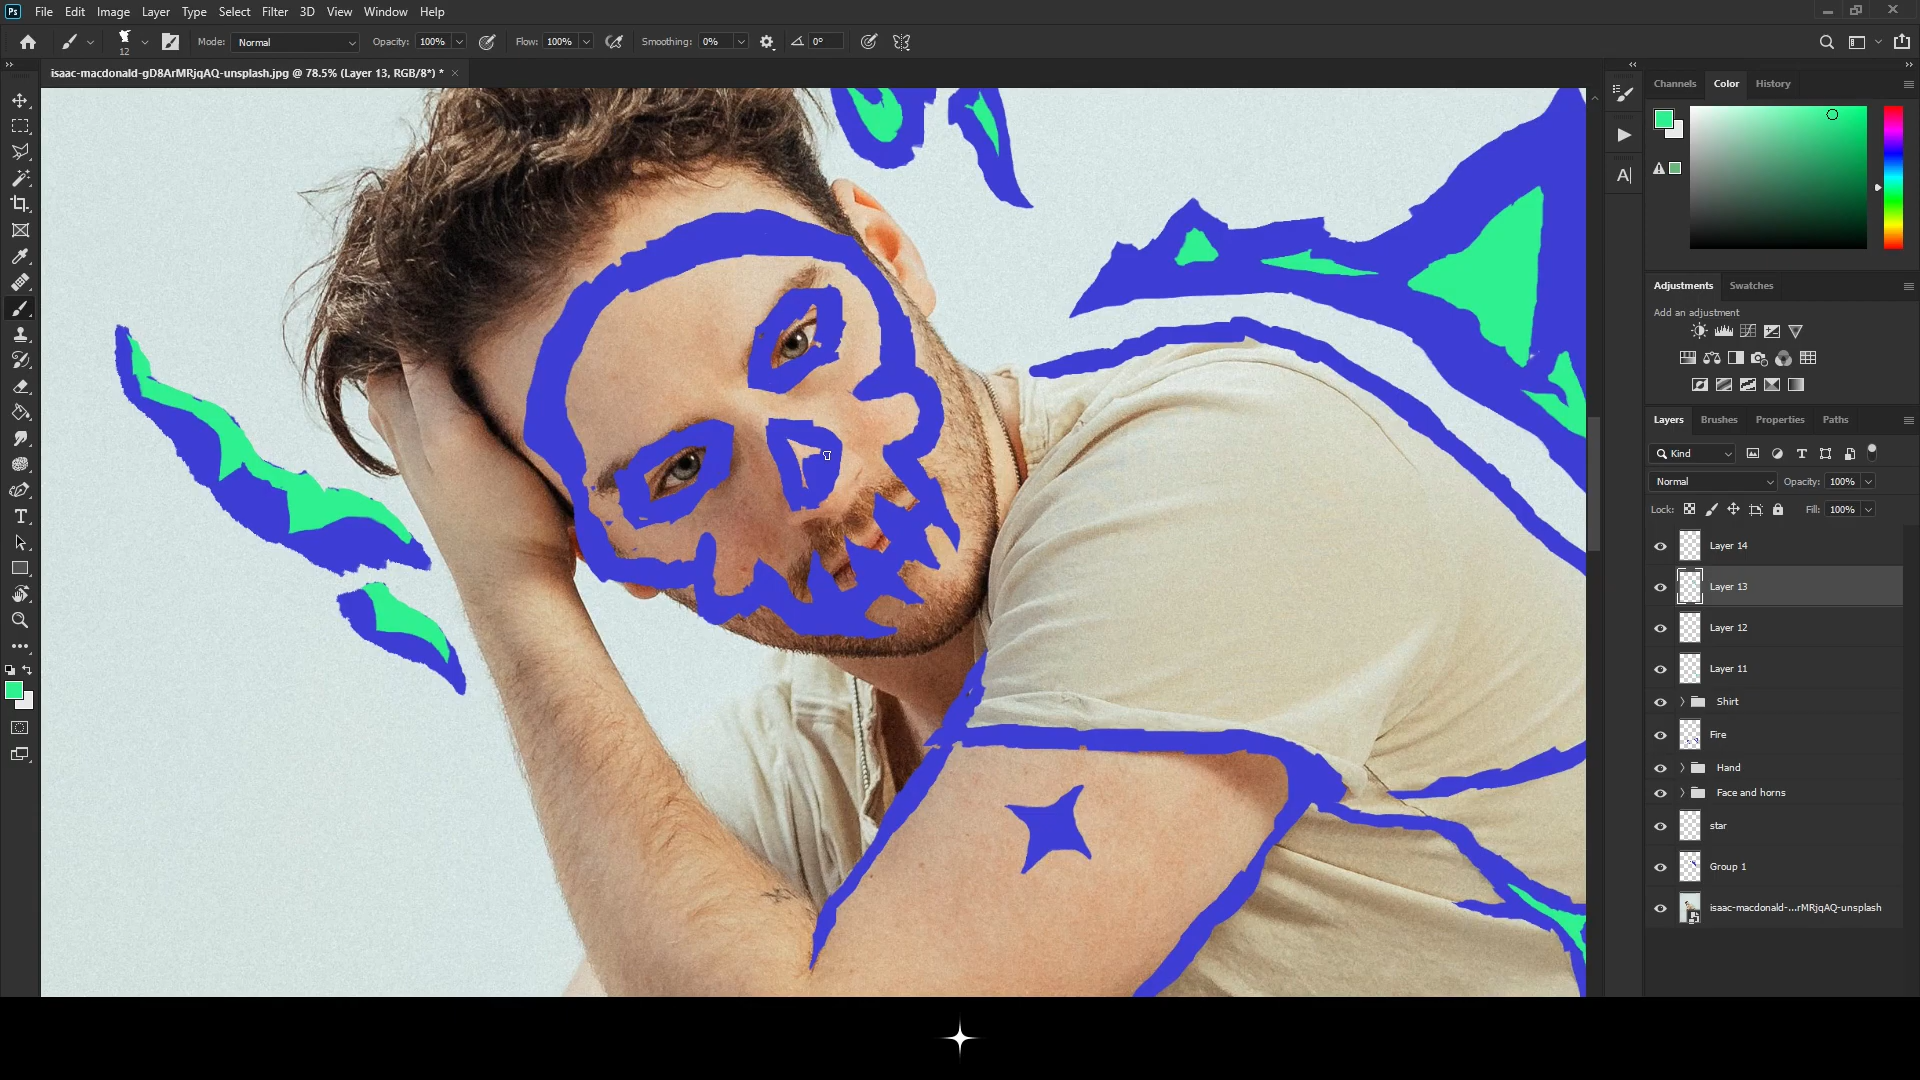 Ps File Edit Image Layer Type Select Filter 3D View Window Help
12 Mode: Normal Opacity: 100% Flow: 100% Smoothing: 0% 0°
isaac-macdonald-gD8ArMRjqAQ-unsplash.jpg @ 78.5% (Layer 13, RGB/8*) *
Channels Color History
Adjustments Swatches
Add an adjustment
Layers Brushes Properties Paths
Kind
Normal Opacity: 100%
Lock: Fill: 100%
Layer 14
Layer 13
Layer 12
Layer 11
Shirt
Fire
Hand
Face and horns
star
Group 1
isaac-macdonald-...rMRjqAQ-unsplash